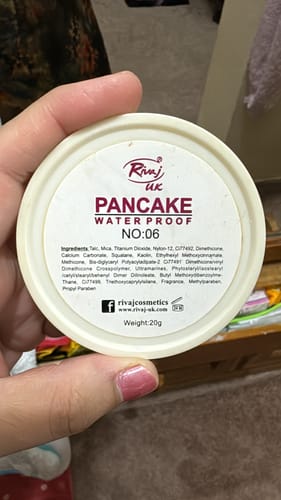 Rivaj®
UK
PANCAKE
WATER PROOF
NO:06
Ingredients:Talc, Mica, Titanium Dioxide, Nylon-12, Ci77492, Dimethicone,
Calcium Carbonate, Squalane, Kaolin, Ethylhexyl Methoxycinnymate,
Methicone, Bis-diglyceryl Polyacyladipate-2 CI77491 Dimethicone/vinyl
Dimethicone Crosspolymer, Ultramarines, Phytosteryl/isostearyl
/cetyl/stearyl/behenyl Dimer Dilinoleate, Butyl Methoxydibenzoylme-
Thane, Ci77499, Triethoxycaprylylsilane, Fragrance, Methylparaben,
Propyl Paraben
f rivajcosmetics
www.rivaj-uk.com
Weight:20g